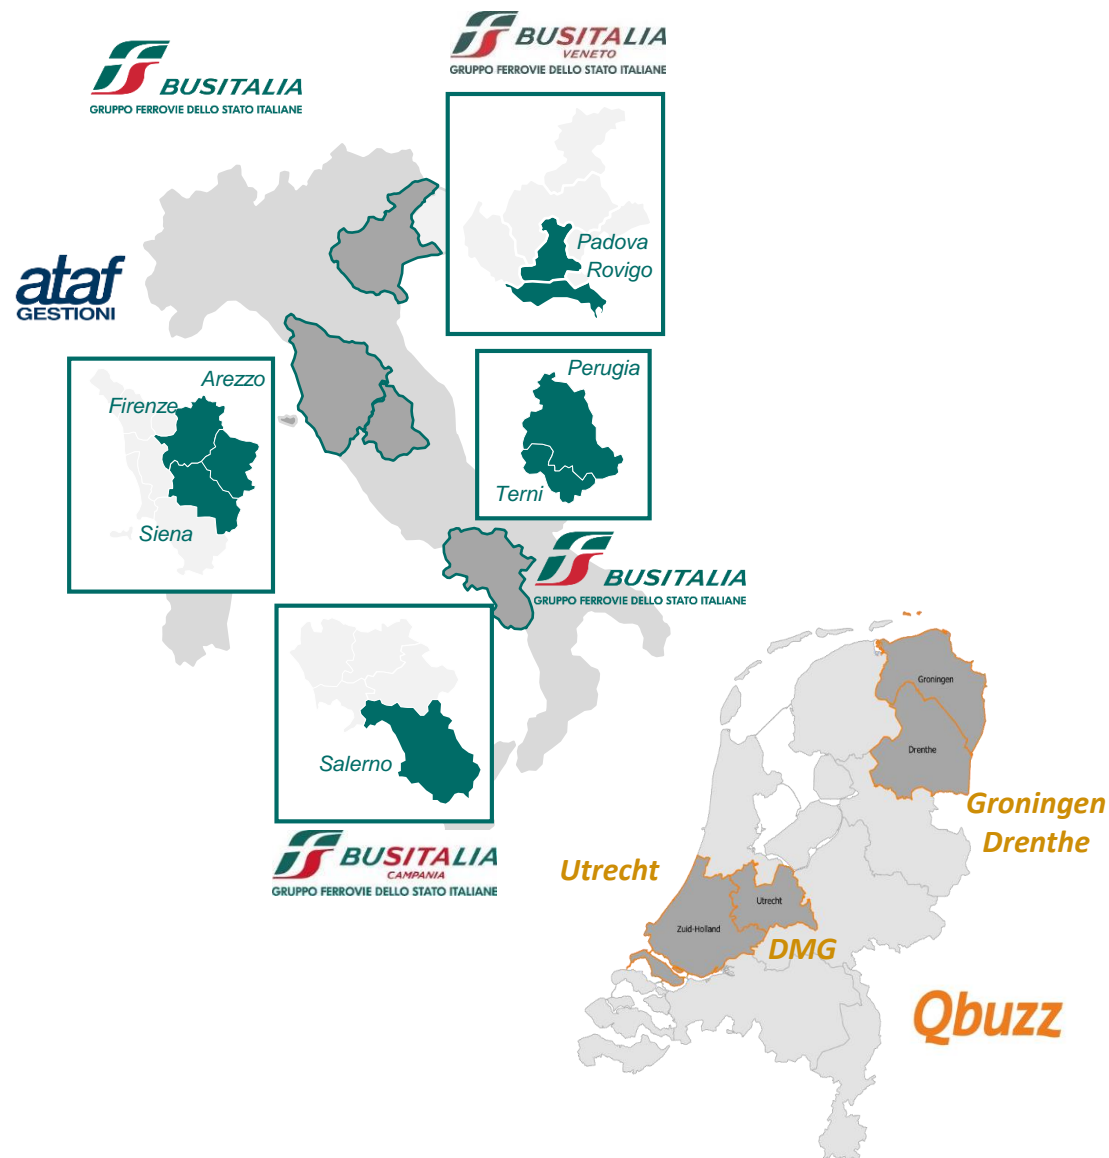 BUSITALIA
GRUPPO FERROVIE DELLO STATO ITALIANE
BUSITALIA
VENETO
GRUPPO FERROVIE DELLO STATO ITALIANE
Padova
Rovigo
ataf
GESTIONI
Arezzo
Firenze
Siena
Perugia
Terni
BUSITALIA
GRUPPO FERROVIE DELLO STATO ITALIANE
Salerno
BUSITALIA
CAMPANIA
GRUPPO FERROVIE DELLO STATO ITALIANE
Groningen
Drenthe
Groningen
Drenthe
Utrecht
Utrecht
Zuid-Holland
DMG
Qbuzz